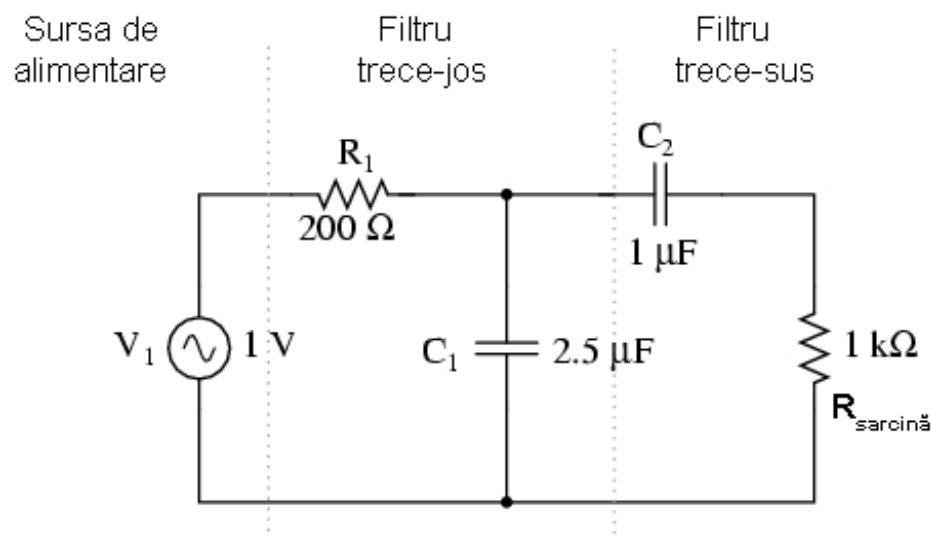 Sursa de
alimentare
Filtru
trece-jos
Filtru
trece-sus
R₁
200 Ω
C₂
1 µF
V₁
1 V
C₁
2.5 µF
1 kΩ
R sarcină